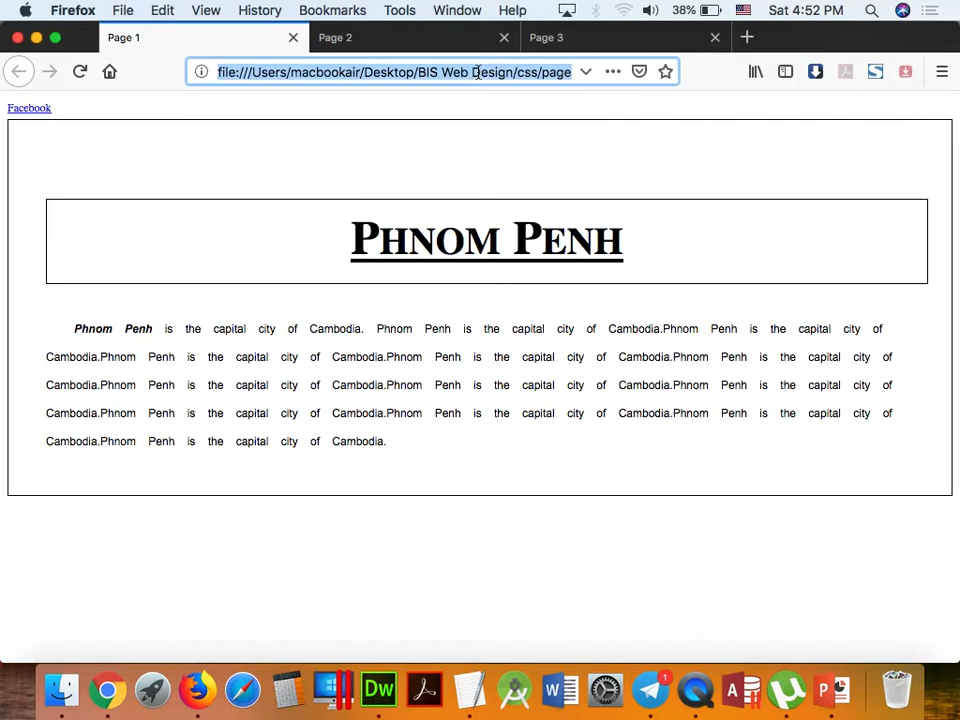 Firefox File Edit View History Bookmarks Tools Window Help 38% Sat 4:52 PM
Page 1 Page 2 Page 3
file:///Users/macbookair/Desktop/BIS Web Design/css/page
Facebook
PHNOM PENH
Phnom Penh is the capital city of Cambodia. Phnom Penh is the capital city of Cambodia.Phnom Penh is the capital city of
Cambodia.Phnom Penh is the capital city of Cambodia.Phnom Penh is the capital city of Cambodia.Phnom Penh is the capital city of
Cambodia.Phnom Penh is the capital city of Cambodia.Phnom Penh is the capital city of Cambodia.Phnom Penh is the capital city of
Cambodia.Phnom Penh is the capital city of Cambodia.Phnom Penh is the capital city of Cambodia.Phnom Penh is the capital city of
Cambodia.Phnom Penh is the capital city of Cambodia.
Dw W 1 A P